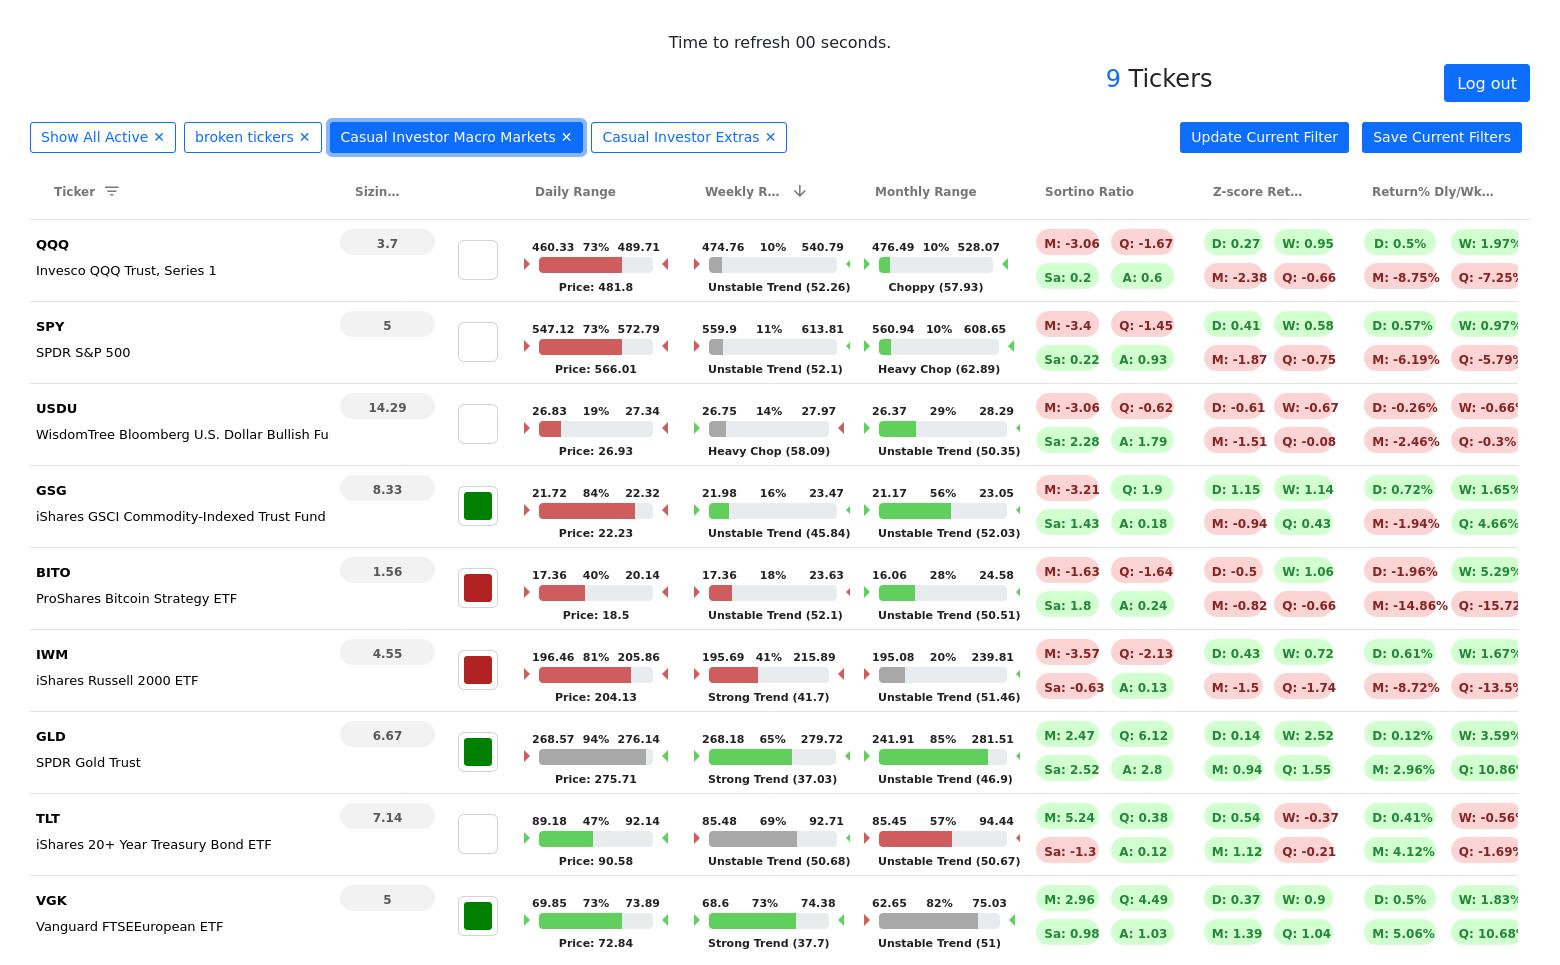 Time to refresh 00 seconds.
9 Tickers
Log out
Show All Active ✕ broken tickers ✕ Casual Investor Macro Markets ✕ Casual Investor Extras ✕ Update Current Filter Save Current Filters
Ticker Sizin… Daily Range Weekly R… Monthly Range Sortino Ratio Z-score Ret… Return% Dly/Wk…
QQQ 3.7 460.33 73% 489.71 474.76 10% 540.79 476.49 10% 528.07 M: -3.06 Q: -1.67 D: 0.27 W: 0.95 D: 0.5% W: 1.97%
Invesco QQQ Trust, Series 1 Price: 481.8 Unstable Trend (52.26) Choppy (57.93) Sa: 0.2 A: 0.6 M: -2.38 Q: -0.66 M: -8.75% Q: -7.25%
SPY 5 547.12 73% 572.79 559.9 11% 613.81 560.94 10% 608.65 M: -3.4 Q: -1.45 D: 0.41 W: 0.58 D: 0.57% W: 0.97%
SPDR S&P 500 Price: 566.01 Unstable Trend (52.1) Heavy Chop (62.89) Sa: 0.22 A: 0.93 M: -1.87 Q: -0.75 M: -6.19% Q: -5.79%
USDU 14.29 26.83 19% 27.34 26.75 14% 27.97 26.37 29% 28.29 M: -3.06 Q: -0.62 D: -0.61 W: -0.67 D: -0.26% W: -0.66%
WisdomTree Bloomberg U.S. Dollar Bullish Fu Price: 26.93 Heavy Chop (58.09) Unstable Trend (50.35) Sa: 2.28 A: 1.79 M: -1.51 Q: -0.08 M: -2.46% Q: -0.3%
GSG 8.33 21.72 84% 22.32 21.98 16% 23.47 21.17 56% 23.05 M: -3.21 Q: 1.9 D: 1.15 W: 1.14 D: 0.72% W: 1.65%
iShares GSCI Commodity-Indexed Trust Fund Price: 22.23 Unstable Trend (45.84) Unstable Trend (52.03) Sa: 1.43 A: 0.18 M: -0.94 Q: 0.43 M: -1.94% Q: 4.66%
BITO 1.56 17.36 40% 20.14 17.36 18% 23.63 16.06 28% 24.58 M: -1.63 Q: -1.64 D: -0.5 W: 1.06 D: -1.96% W: 5.29%
ProShares Bitcoin Strategy ETF Price: 18.5 Unstable Trend (52.1) Unstable Trend (50.51) Sa: 1.8 A: 0.24 M: -0.82 Q: -0.66 M: -14.86% Q: -15.72
IWM 4.55 196.46 81% 205.86 195.69 41% 215.89 195.08 20% 239.81 M: -3.57 Q: -2.13 D: 0.43 W: 0.72 D: 0.61% W: 1.67%
iShares Russell 2000 ETF Price: 204.13 Strong Trend (41.7) Unstable Trend (51.46) Sa: -0.63 A: 0.13 M: -1.5 Q: -1.74 M: -8.72% Q: -13.5%
GLD 6.67 268.57 94% 276.14 268.18 65% 279.72 241.91 85% 281.51 M: 2.47 Q: 6.12 D: 0.14 W: 2.52 D: 0.12% W: 3.59%
SPDR Gold Trust Price: 275.71 Strong Trend (37.03) Unstable Trend (46.9) Sa: 2.52 A: 2.8 M: 0.94 Q: 1.55 M: 2.96% Q: 10.86%
TLT 7.14 89.18 47% 92.14 85.48 69% 92.71 85.45 57% 94.44 M: 5.24 Q: 0.38 D: 0.54 W: -0.37 D: 0.41% W: -0.56%
iShares 20+ Year Treasury Bond ETF Price: 90.58 Unstable Trend (50.68) Unstable Trend (50.67) Sa: -1.3 A: 0.12 M: 1.12 Q: -0.21 M: 4.12% Q: -1.69%
VGK 5 69.85 73% 73.89 68.6 73% 74.38 62.65 82% 75.03 M: 2.96 Q: 4.49 D: 0.37 W: 0.9 D: 0.5% W: 1.83%
Vanguard FTSEEuropean ETF Price: 72.84 Strong Trend (37.7) Unstable Trend (51) Sa: 0.98 A: 1.03 M: 1.39 Q: 1.04 M: 5.06% Q: 10.68%